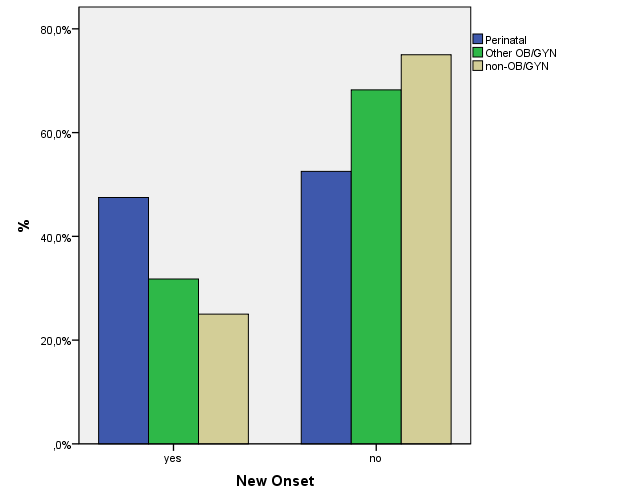 80,0%
60,0%
40,0%
20,0%
,0%
%
yes
no
New Onset
Perinatal
Other OB/GYN
non-OB/GYN